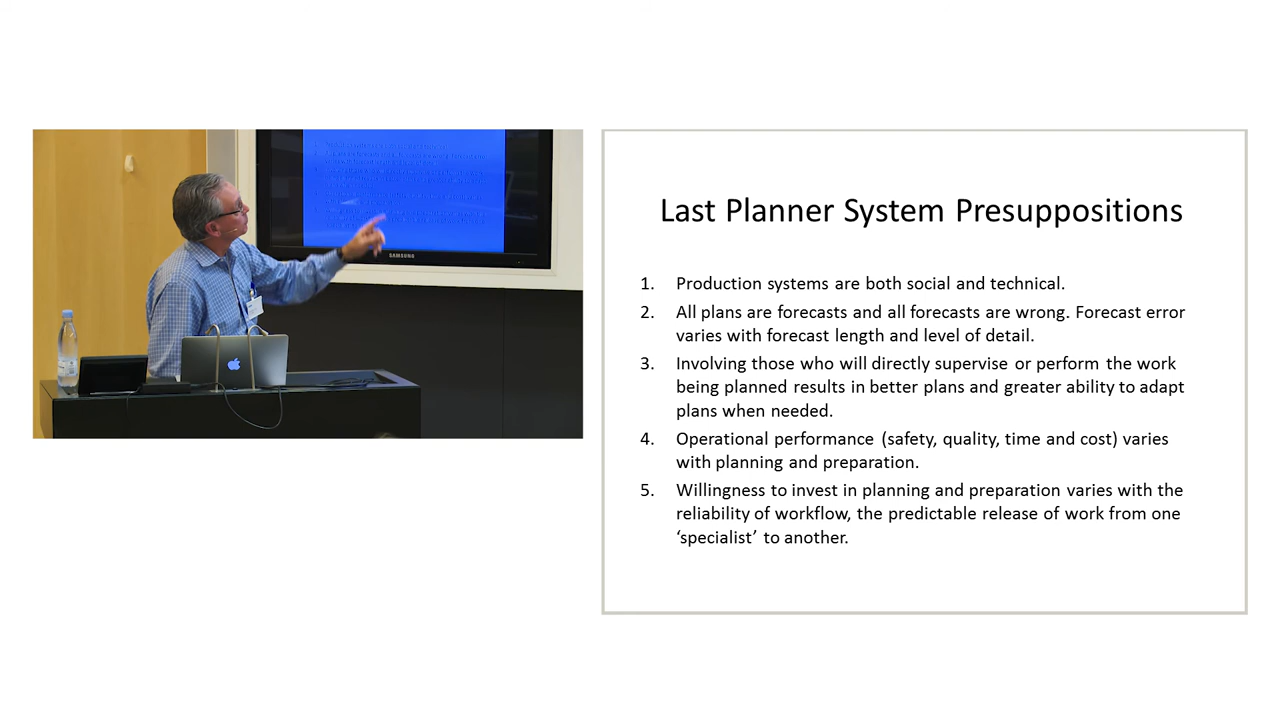 SAMSUNG
Last Planner System Presuppositions
1. Production systems are both social and technical.
2. All plans are forecasts and all forecasts are wrong. Forecast error
varies with forecast length and level of detail.
3. Involving those who will directly supervise or perform the work
being planned results in better plans and greater ability to adapt
plans when needed.
4. Operational performance (safety, quality, time and cost) varies
with planning and preparation.
5. Willingness to invest in planning and preparation varies with the
reliability of workflow, the predictable release of work from one
‘specialist’ to another.